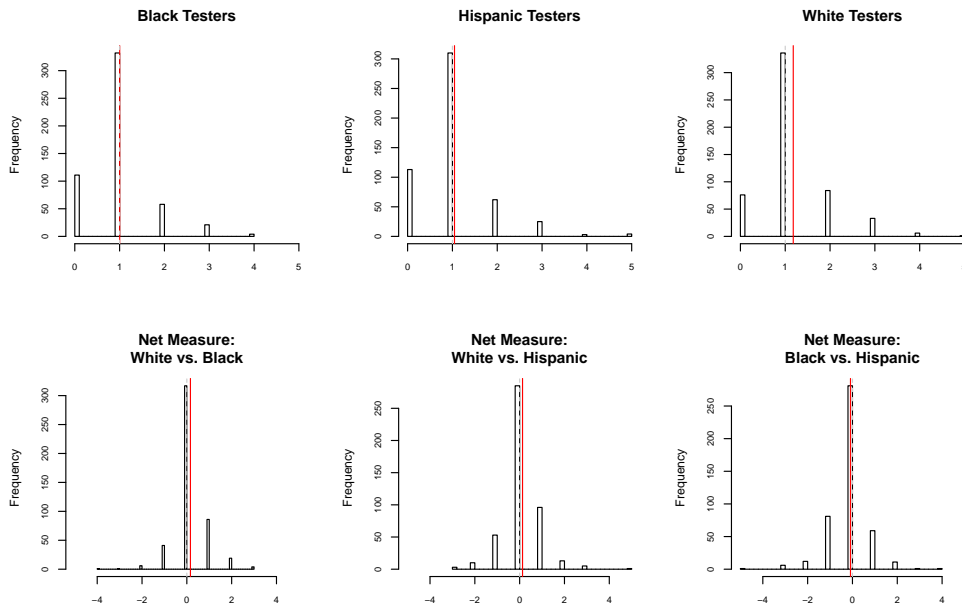 Black Testers
Frequency
0 50 100 150 200 250 300
0 1 2 3 4 5
Hispanic Testers
Frequency
0 50 100 150 200 250 300
0 1 2 3 4 5
White Testers
Frequency
0 50 100 150 200 250 300
0 1 2 3 4 5
Net Measure:
White vs. Black
Frequency
0 50 100 150 200 250 300
−4 −2 0 2 4
Net Measure:
White vs. Hispanic
Frequency
0 50 100 150 200 250
−4 −2 0 2 4
Net Measure:
Black vs. Hispanic
Frequency
0 50 100 150 200 250
−4 −2 0 2 4